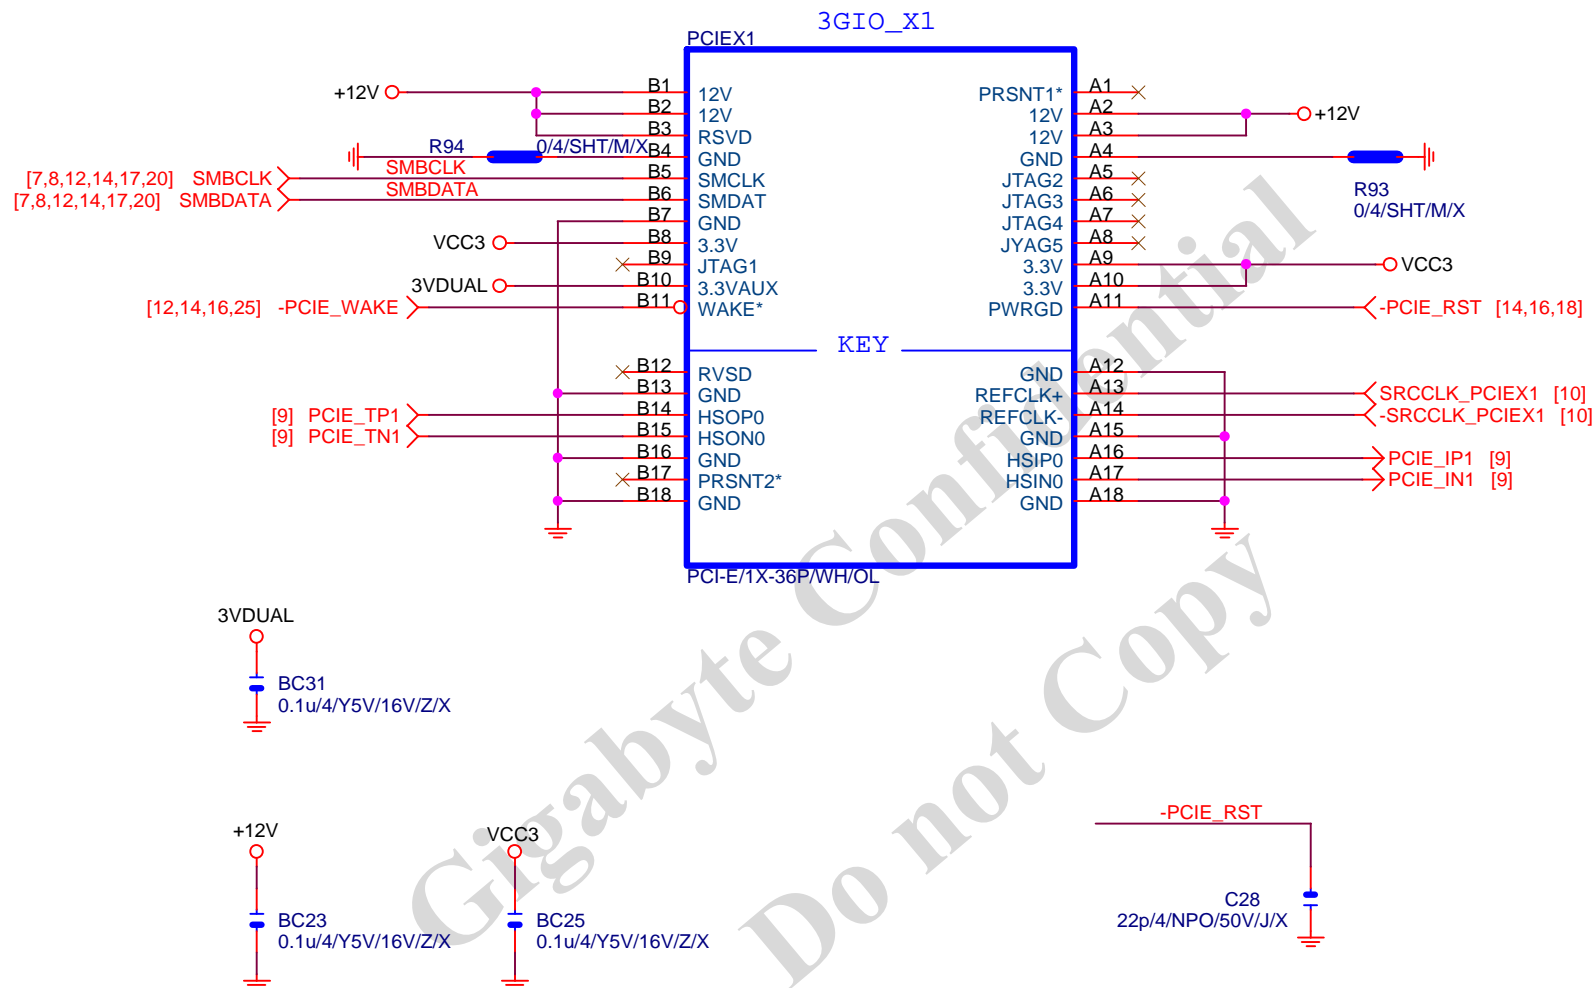 3GIO_X1
PCIEX1
+12V
B1 12V
B2 12V
B3 RSVD
R94 0/4/SHT/M/X
B4 GND
[7,8,12,14,17,20] SMBCLK SMBCLK B5 SMCLK
[7,8,12,14,17,20] SMBDATA SMBDATA B6 SMDAT
B7 GND
VCC3 B8 3.3V
B9 JTAG1
3VDUAL B10 3.3VAUX
[12,14,16,25] -PCIE_WAKE B11 WAKE*
PRSNT1* A1
12V A2 +12V
12V A3
GND A4
R93
0/4/SHT/M/X
JTAG2 A5
JTAG3 A6
JTAG4 A7
JYAG5 A8
3.3V A9 VCC3
3.3V A10
PWRGD A11 -PCIE_RST [14,16,18]
KEY
B12 RVSD
B13 GND
[9] PCIE_TP1 B14 HSOP0
[9] PCIE_TN1 B15 HSON0
B16 GND
B17 PRSNT2*
B18 GND
GND A12
REFCLK+ A13 SRCCLK_PCIEX1 [10]
REFCLK- A14 -SRCCLK_PCIEX1 [10]
GND A15
HSIP0 A16 PCIE_IP1 [9]
HSIN0 A17 PCIE_IN1 [9]
GND A18
PCI-E/1X-36P/WH/OL
3VDUAL
BC31
0.1u/4/Y5V/16V/Z/X
+12V
BC23
0.1u/4/Y5V/16V/Z/X
VCC3
BC25
0.1u/4/Y5V/16V/Z/X
-PCIE_RST
C28
22p/4/NPO/50V/J/X
Gigabyte Confidential
Do not Copy